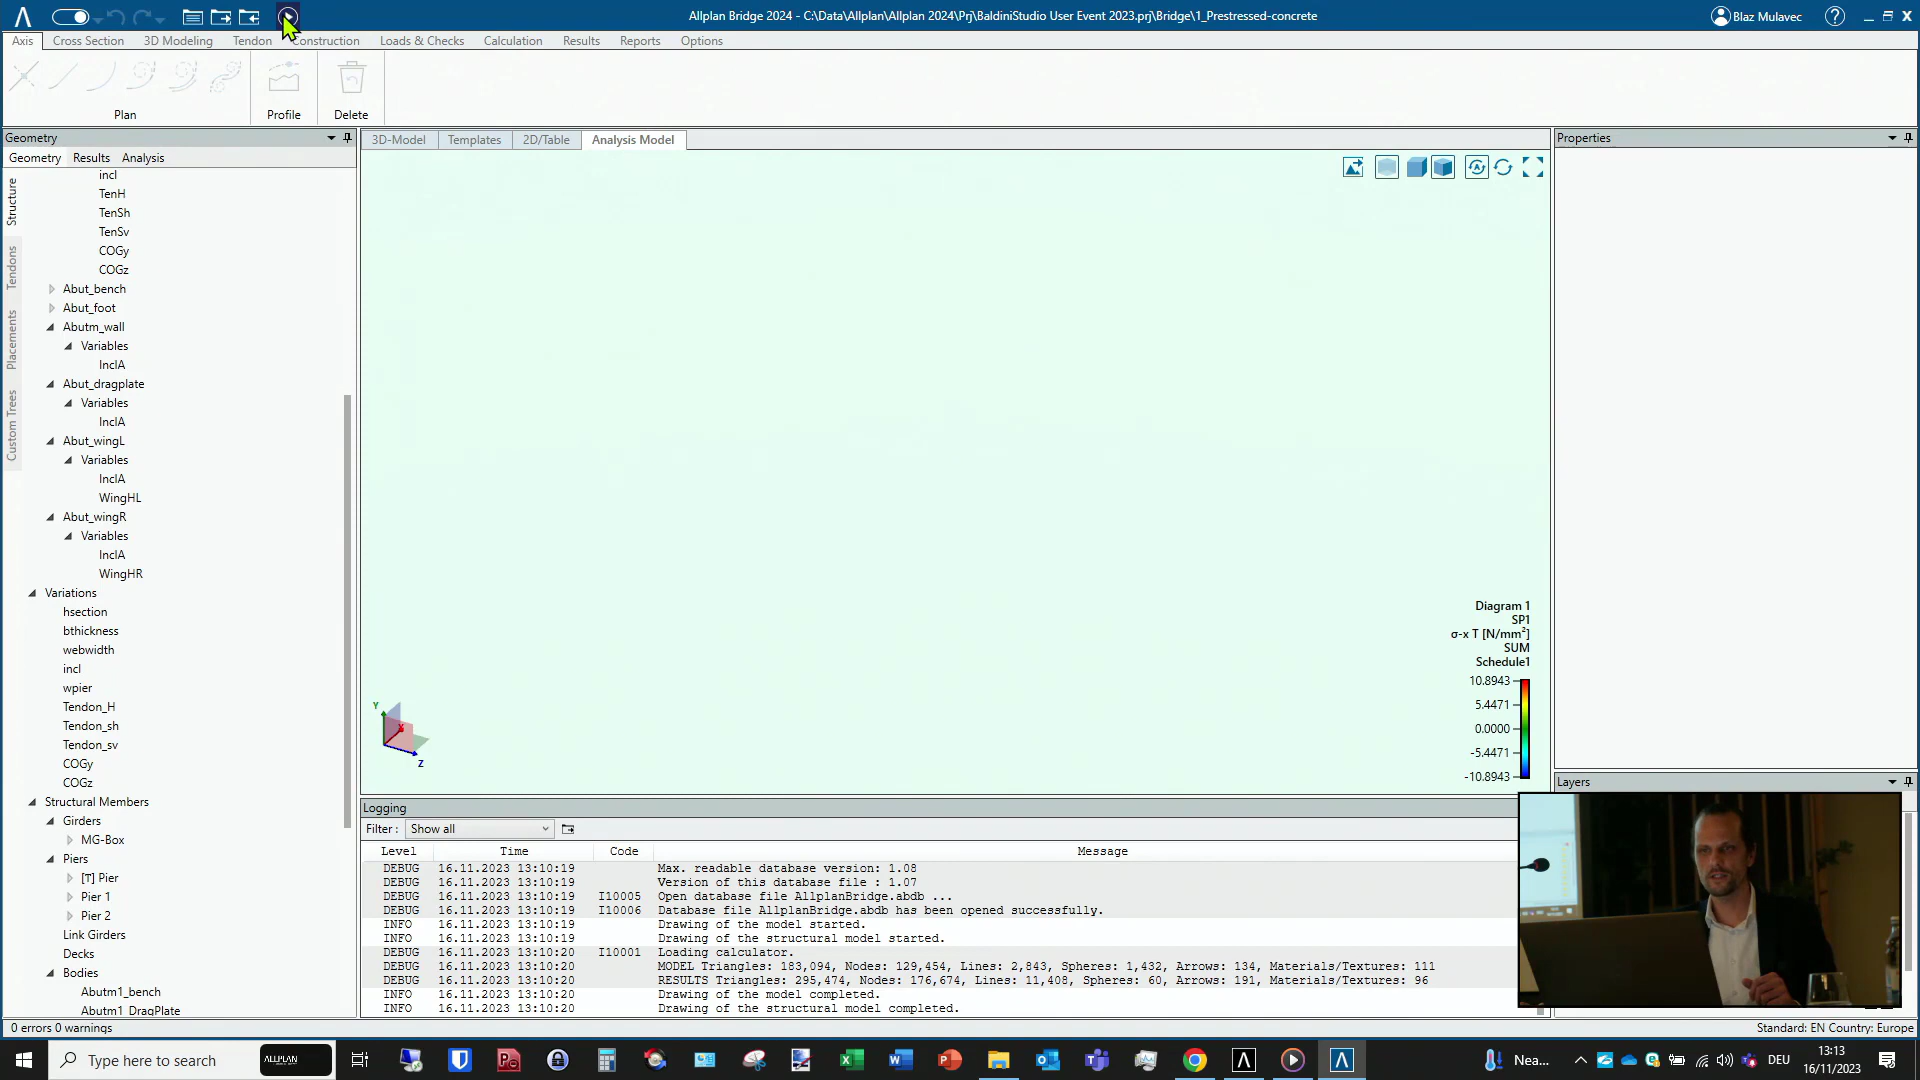 Allplan Bridge 2024 - C:\Data\Allplan\Allplan 2024\Prj\BaldiniStudio User Event 2023.prj\Bridge\1_Prestressed-concrete
Blaz Mulavec
Axis Cross Section 3D Modeling Tendon Construction Loads & Checks Calculation Results Reports Options
Plan Profile Delete
Geometry
Geometry Results Analysis
Structure
Tendons
Placements
Custom Trees
incl
TenH
TenSh
TenSv
COGy
COGz
Abut_bench
Abut_foot
Abutm_wall
Variables
InclA
Abut_dragplate
Variables
InclA
Abut_wingL
Variables
InclA
WingHL
Abut_wingR
Variables
InclA
WingHR
Variations
hsection
bthickness
webwidth
incl
wpier
Tendon_H
Tendon_sh
Tendon_sv
COGy
COGz
Structural Members
Girders
MG-Box
Piers
[T] Pier
Pier 1
Pier 2
Link Girders
Decks
Bodies
Abutm1_bench
Abutm1_DragPlate
3D-Model Templates 2D/Table Analysis Model
Diagram 1
SP1
σ-x T [N/mm²]
SUM
Schedule1
10.8943
5.4471
0.0000
-5.4471
-10.8943
Y
X
Z
Properties
Layers
Logging
Filter : Show all
Level Time Code Message
DEBUG 16.11.2023 13:10:19 Max. readable database version: 1.08
DEBUG 16.11.2023 13:10:19 Version of this database file : 1.07
DEBUG 16.11.2023 13:10:19 I10005 Open database file AllplanBridge.abdb ...
DEBUG 16.11.2023 13:10:19 I10006 Database file AllplanBridge.abdb has been opened successfully.
INFO 16.11.2023 13:10:19 Drawing of the model started.
INFO 16.11.2023 13:10:19 Drawing of the structural model started.
DEBUG 16.11.2023 13:10:20 I10001 Loading calculator.
DEBUG 16.11.2023 13:10:20 MODEL Triangles: 183,094, Nodes: 129,454, Lines: 2,843, Spheres: 1,432, Arrows: 134, Materials/Textures: 111
DEBUG 16.11.2023 13:10:20 RESULTS Triangles: 295,474, Nodes: 176,674, Lines: 11,408, Spheres: 60, Arrows: 191, Materials/Textures: 96
INFO 16.11.2023 13:10:20 Drawing of the model completed.
INFO 16.11.2023 13:10:20 Drawing of the structural model completed.
0 errors 0 warnings
Standard: EN Country: Europe
Type here to search
ALLPLAN
Nea...
DEU
13:13
16/11/2023